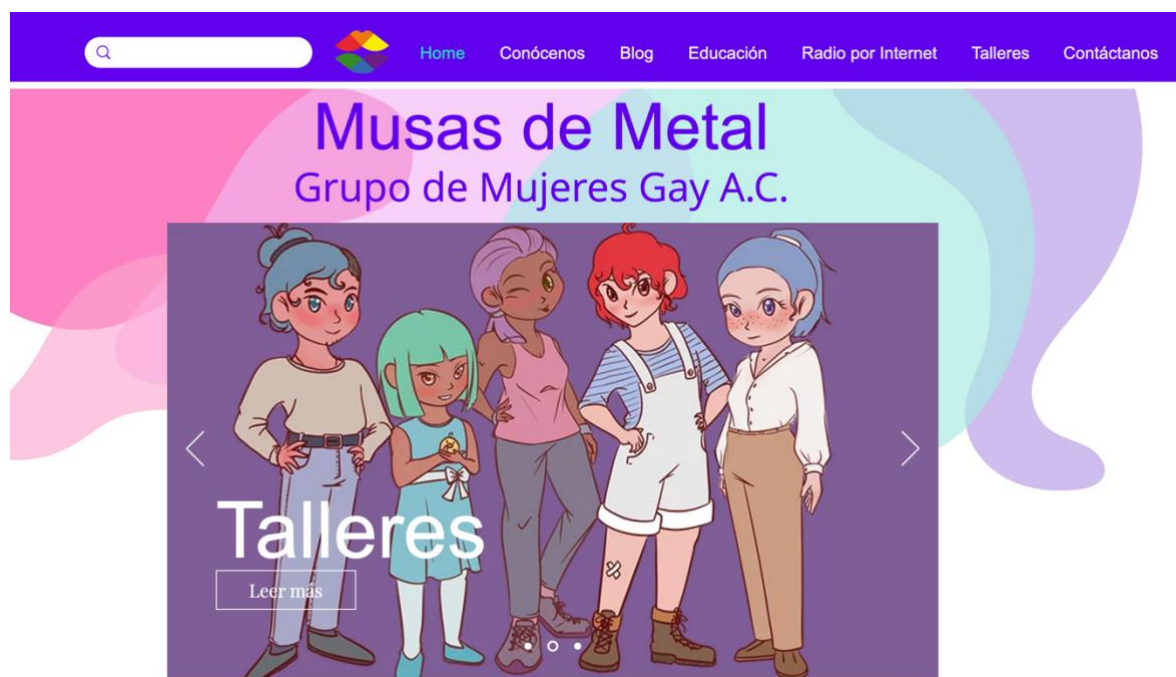 Home Conócenos Blog Educación Radio por Internet Talleres Contáctanos
Musas de Metal
Grupo de Mujeres Gay A.C.
Talleres
Leer más